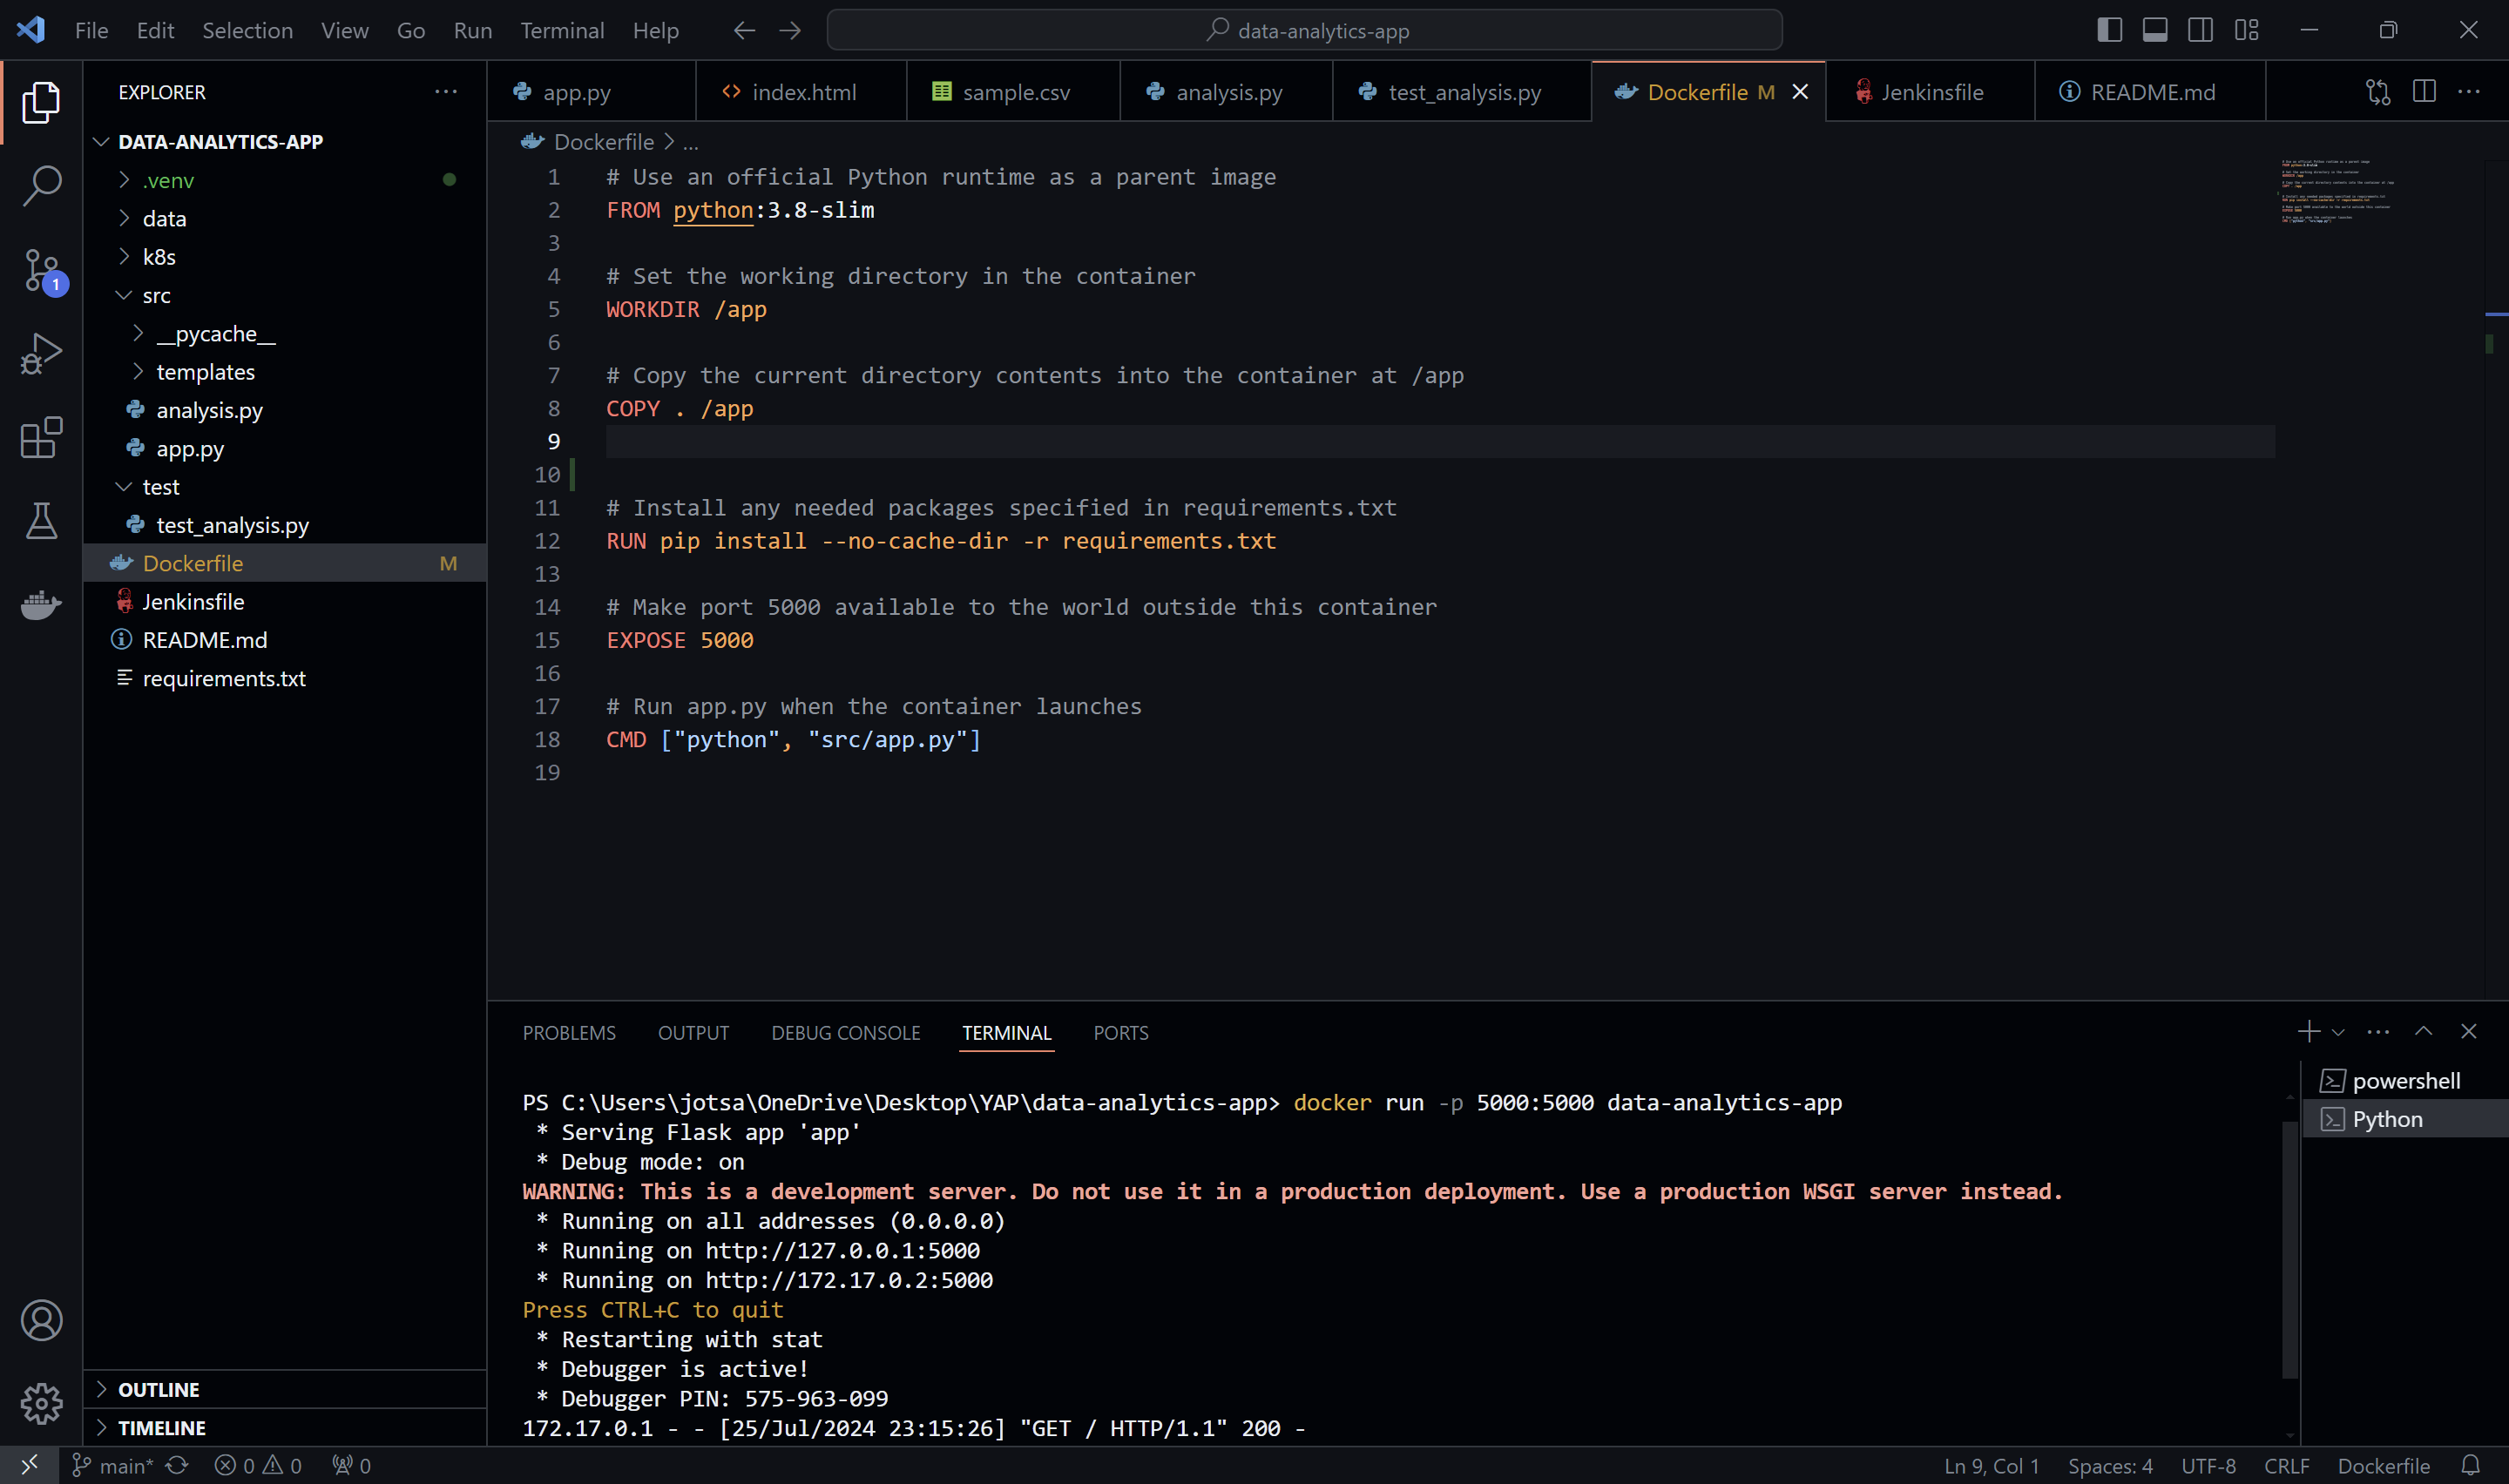 File Edit Selection View Go Run Terminal Help
data-analytics-app
EXPLORER
DATA-ANALYTICS-APP
.venv
data
k8s
src
__pycache__
templates
analysis.py
app.py
test
test_analysis.py
Dockerfile M
Jenkinsfile
README.md
requirements.txt
OUTLINE
TIMELINE
1
app.py index.html sample.csv analysis.py test_analysis.py Dockerfile M Jenkinsfile README.md
Dockerfile > ...
1 # Use an official Python runtime as a parent image
2 FROM python:3.8-slim
3
4 # Set the working directory in the container
5 WORKDIR /app
6
7 # Copy the current directory contents into the container at /app
8 COPY . /app
9
10
11 # Install any needed packages specified in requirements.txt
12 RUN pip install --no-cache-dir -r requirements.txt
13
14 # Make port 5000 available to the world outside this container
15 EXPOSE 5000
16
17 # Run app.py when the container launches
18 CMD ["python", "src/app.py"]
19
PROBLEMS OUTPUT DEBUG CONSOLE TERMINAL PORTS
PS C:\Users\jotsa\OneDrive\Desktop\YAP\data-analytics-app> docker run -p 5000:5000 data-analytics-app
* Serving Flask app 'app'
* Debug mode: on
WARNING: This is a development server. Do not use it in a production deployment. Use a production WSGI server instead.
* Running on all addresses (0.0.0.0)
* Running on http://127.0.0.1:5000
* Running on http://172.17.0.2:5000
Press CTRL+C to quit
* Restarting with stat
* Debugger is active!
* Debugger PIN: 575-963-099
172.17.0.1 - - [25/Jul/2024 23:15:26] "GET / HTTP/1.1" 200 -
powershell
Python
main* 0 0 0
Ln 9, Col 1 Spaces: 4 UTF-8 CRLF Dockerfile